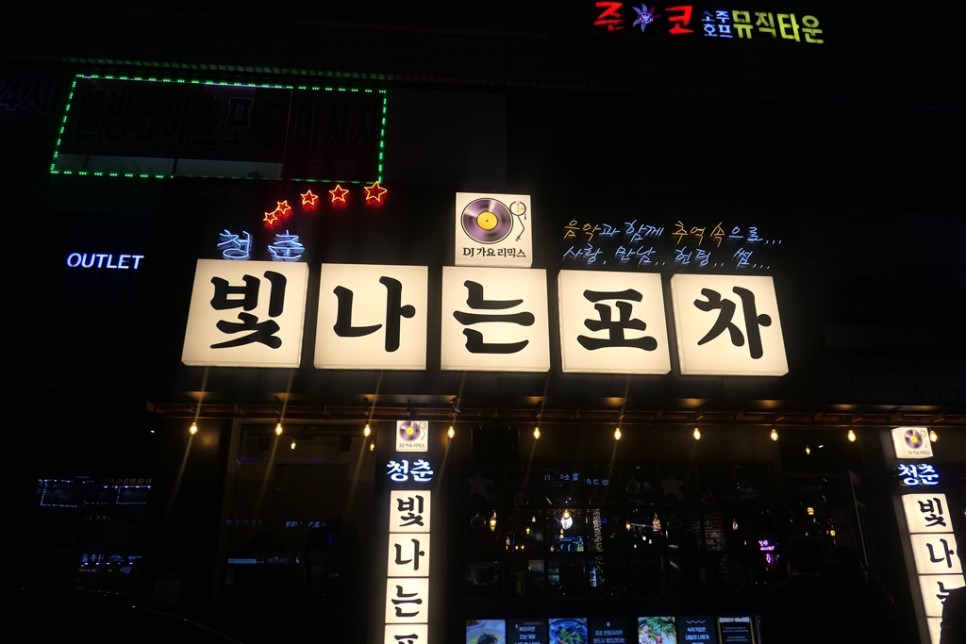 준 코 소주 호프 뮤직타운
OUTLET
청춘
DJ 가요 리믹스
음악과 함께 추억속으로...
사랑, 만남.. 헌팅.. 썸...
빛나는포차
청춘
빛나는
청춘
빛나는